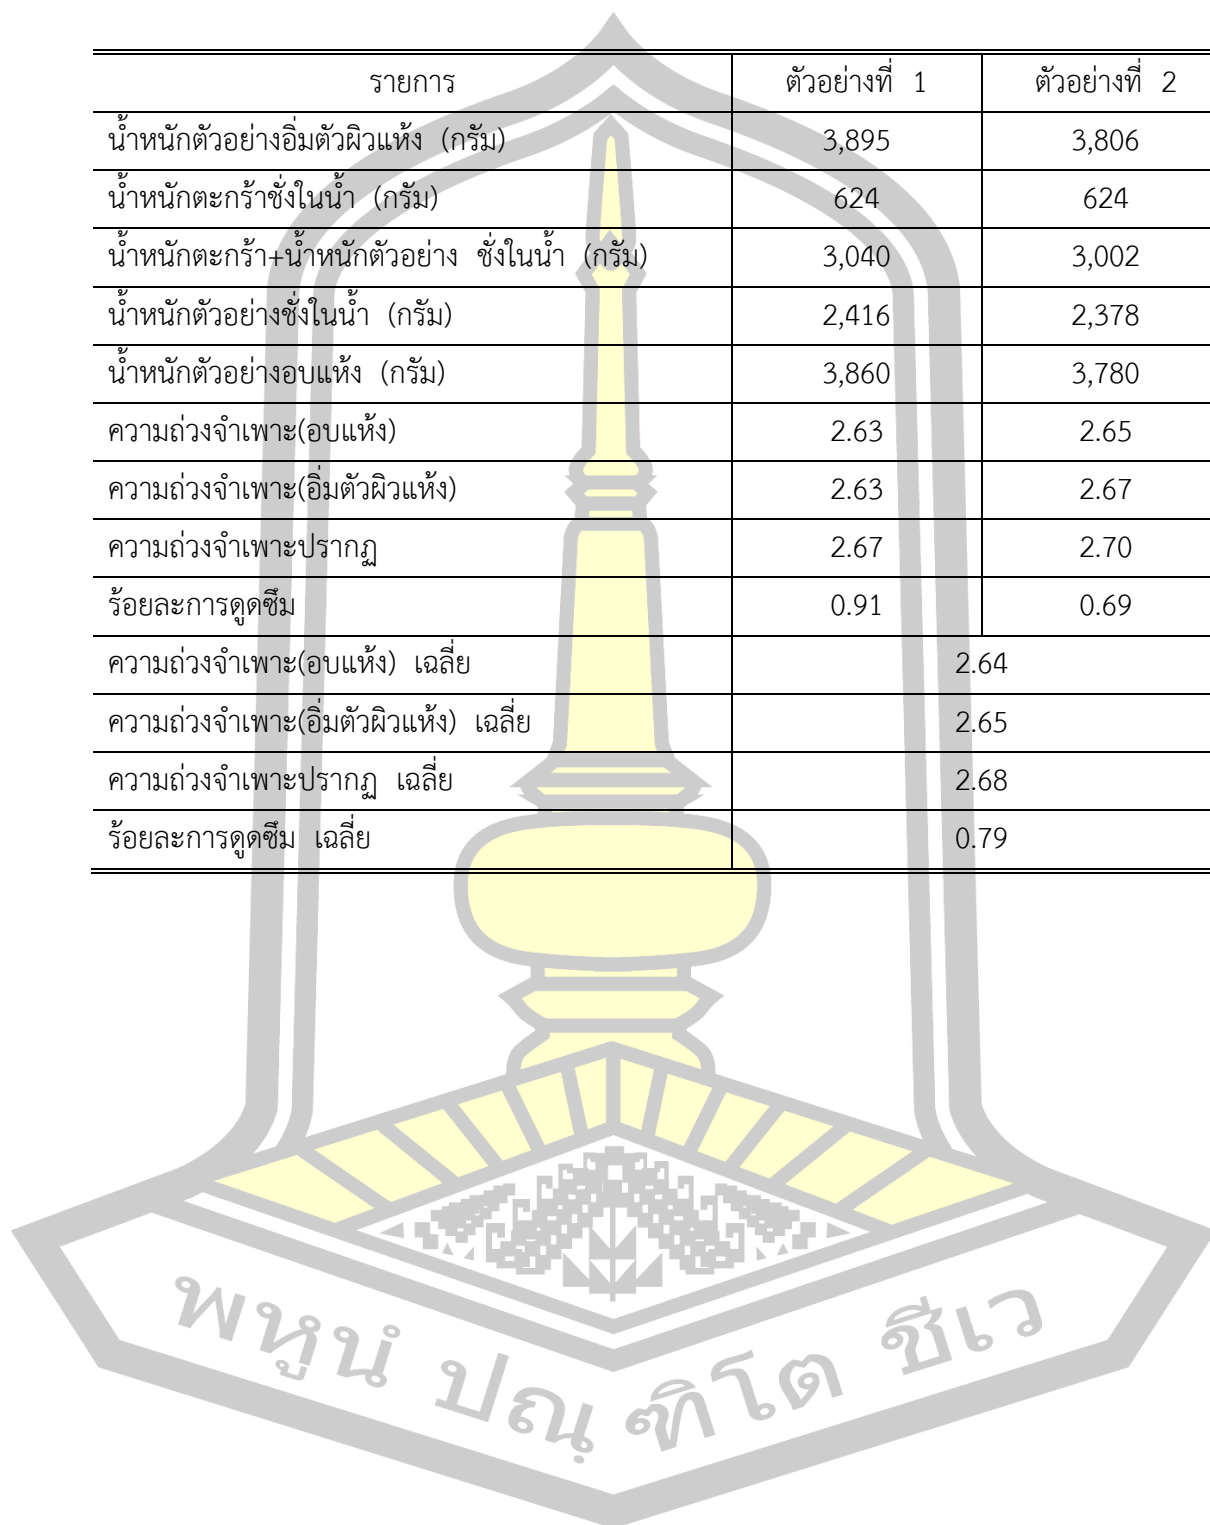 รายการ ตัวอย่างที่ 1 ตัวอย่างที่ 2
น้ำหนักตัวอย่างอิ่มตัวผิวแห้ง (กรัม) 3,895 3,806
น้ำหนักตะกร้าชั่งในน้ำ (กรัม) 624 624
น้ำหนักตะกร้า+น้ำหนักตัวอย่าง ชั่งในน้ำ (กรัม) 3,040 3,002
น้ำหนักตัวอย่างชั่งในน้ำ (กรัม) 2,416 2,378
น้ำหนักตัวอย่างอบแห้ง (กรัม) 3,860 3,780
ความถ่วงจำเพาะ(อบแห้ง) 2.63 2.65
ความถ่วงจำเพาะ(อิ่มตัวผิวแห้ง) 2.63 2.67
ความถ่วงจำเพาะปรากฏ 2.67 2.70
ร้อยละการดูดซึม 0.91 0.69
ความถ่วงจำเพาะ(อบแห้ง) เฉลี่ย 2.64
ความถ่วงจำเพาะ(อิ่มตัวผิวแห้ง) เฉลี่ย 2.65
ความถ่วงจำเพาะปรากฏ เฉลี่ย 2.68
ร้อยละการดูดซึม เฉลี่ย 0.79
พหูนํ ปณฺฑิโต ชีเว